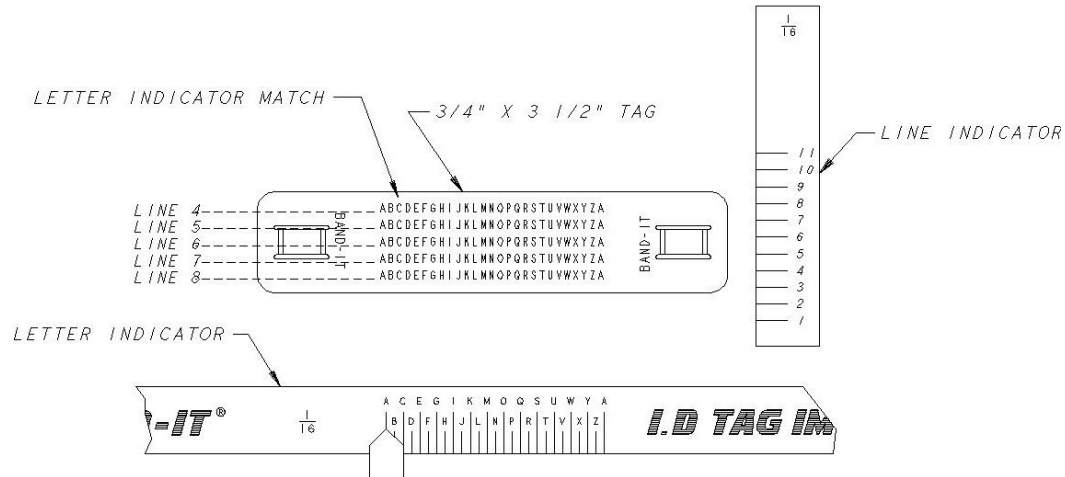 1/16
LETTER INDICATOR MATCH
3/4" X 3 1/2" TAG
LINE INDICATOR
11
10
9
8
7
6
5
4
3
2
1
LINE 4 ABCDEFGHIJKLMNOPQRSTUVWXYZA
LINE 5 ABCDEFGHIJKLMNOPQRSTUVWXYZA
LINE 6 ABCDEFGHIJKLMNOPQRSTUVWXYZA
LINE 7 ABCDEFGHIJKLMNOPQRSTUVWXYZA
LINE 8 ABCDEFGHIJKLMNOPQRSTUVWXYZA
BAND-IT
BAND-IT
LETTER INDICATOR
A C E G I K M O Q S U W Y A
B D F H J L N P R T V X Z
-IT®
1/16
I.D TAG IM